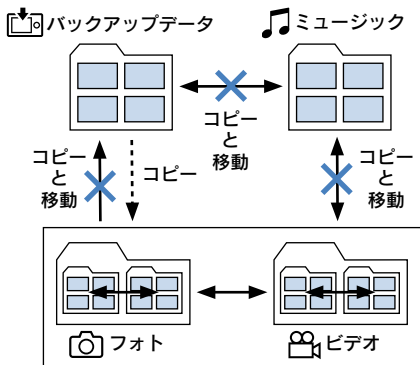 バックアップデータ
ミュージック
コピー
と
移動
コピー
と
移動
コピー
コピー
と
移動
フォト
ビデオ